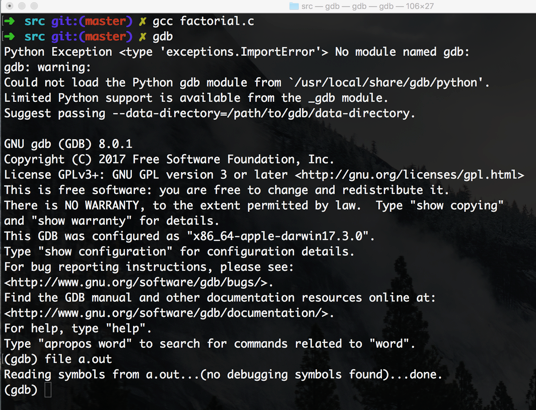 src — gdb — gdb — gdb — 106×27
➜ src git:(master) ✗ gcc factorial.c
➜ src git:(master) ✗ gdb
Python Exception <type 'exceptions.ImportError'> No module named gdb:
gdb: warning:
Could not load the Python gdb module from `/usr/local/share/gdb/python'.
Limited Python support is available from the _gdb module.
Suggest passing --data-directory=/path/to/gdb/data-directory.
GNU gdb (GDB) 8.0.1
Copyright (C) 2017 Free Software Foundation, Inc.
License GPLv3+: GNU GPL version 3 or later <http://gnu.org/licenses/gpl.html>
This is free software: you are free to change and redistribute it.
There is NO WARRANTY, to the extent permitted by law.  Type "show copying"
and "show warranty" for details.
This GDB was configured as "x86_64-apple-darwin17.3.0".
Type "show configuration" for configuration details.
For bug reporting instructions, please see:
<http://www.gnu.org/software/gdb/bugs/>.
Find the GDB manual and other documentation resources online at:
<http://www.gnu.org/software/gdb/documentation/>.
For help, type "help".
Type "apropos word" to search for commands related to "word".
(gdb) file a.out
Reading symbols from a.out...(no debugging symbols found)...done.
(gdb)